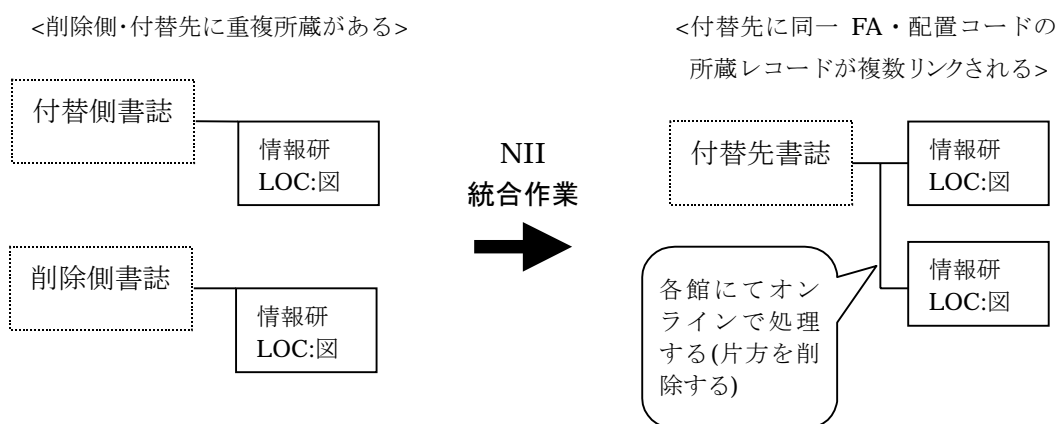 <削除側・付替先に重複所蔵がある>
付替側書誌
情報研
LOC:図
削除側書誌
情報研
LOC:図
NII
統合作業
<付替先に同一 FA・配置コードの
所蔵レコードが複数リンクされる>
付替先書誌
情報研
LOC:図
情報研
LOC:図
各館にてオン
ラインで処理
する(片方を削
除する)